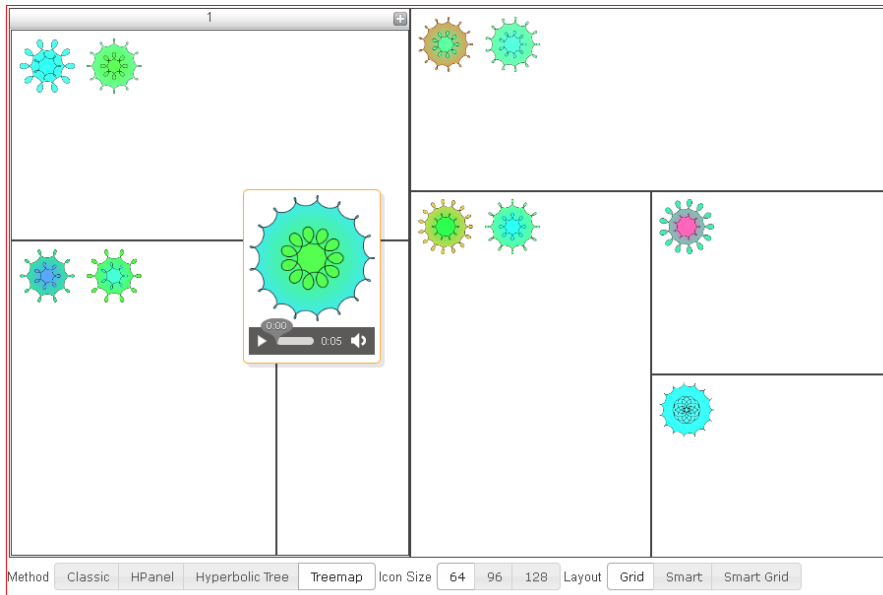 1
0:00
0:05
Method Classic HPanel Hyperbolic Tree Treemap Icon Size 64 96 128 Layout Grid Smart Smart Grid